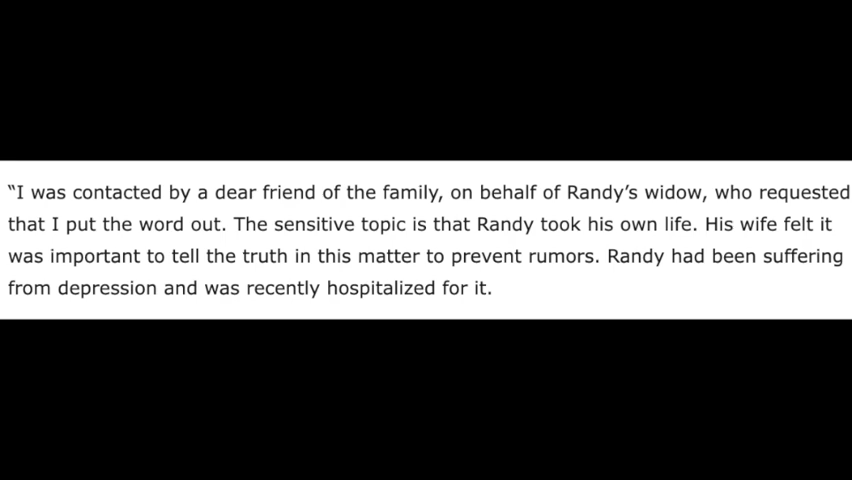 “I was contacted by a dear friend of the family, on behalf of Randy’s widow, who requested
that I put the word out. The sensitive topic is that Randy took his own life. His wife felt it
was important to tell the truth in this matter to prevent rumors. Randy had been suffering
from depression and was recently hospitalized for it.